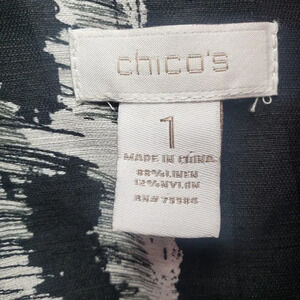 chico's
1
MADE IN CHINA
88% LINEN
12% NYLON
RN# 75984